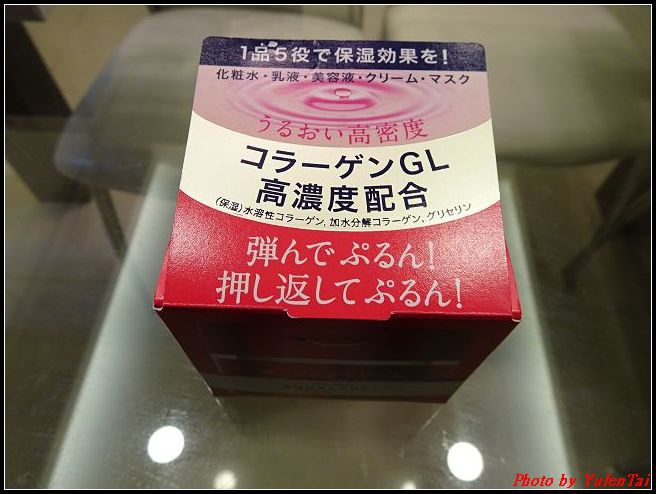 1品5役で保湿効果を!
化粧水・乳液・美容液・クリーム・マスク
うるおい高密度
コラーゲンGL
高濃度配合
(保湿)水溶性コラーゲン, 加水分解コラーゲン, グリセリン
弾んでぷるん!
押し返してぷるん!
Photo by YufenTai